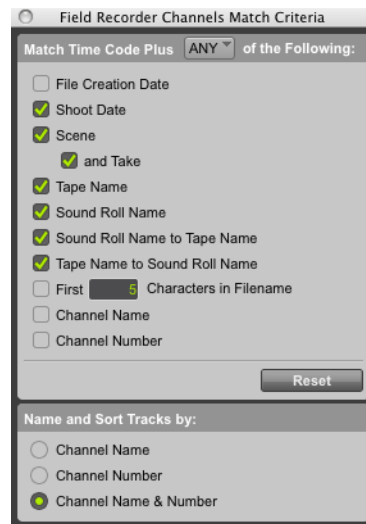 Field Recorder Channels Match Criteria
Match Time Code Plus ANY of the Following:
File Creation Date
Shoot Date
Scene
and Take
Tape Name
Sound Roll Name
Sound Roll Name to Tape Name
Tape Name to Sound Roll Name
First 5 Characters in Filename
Channel Name
Channel Number
Reset
Name and Sort Tracks by:
Channel Name
Channel Number
Channel Name & Number